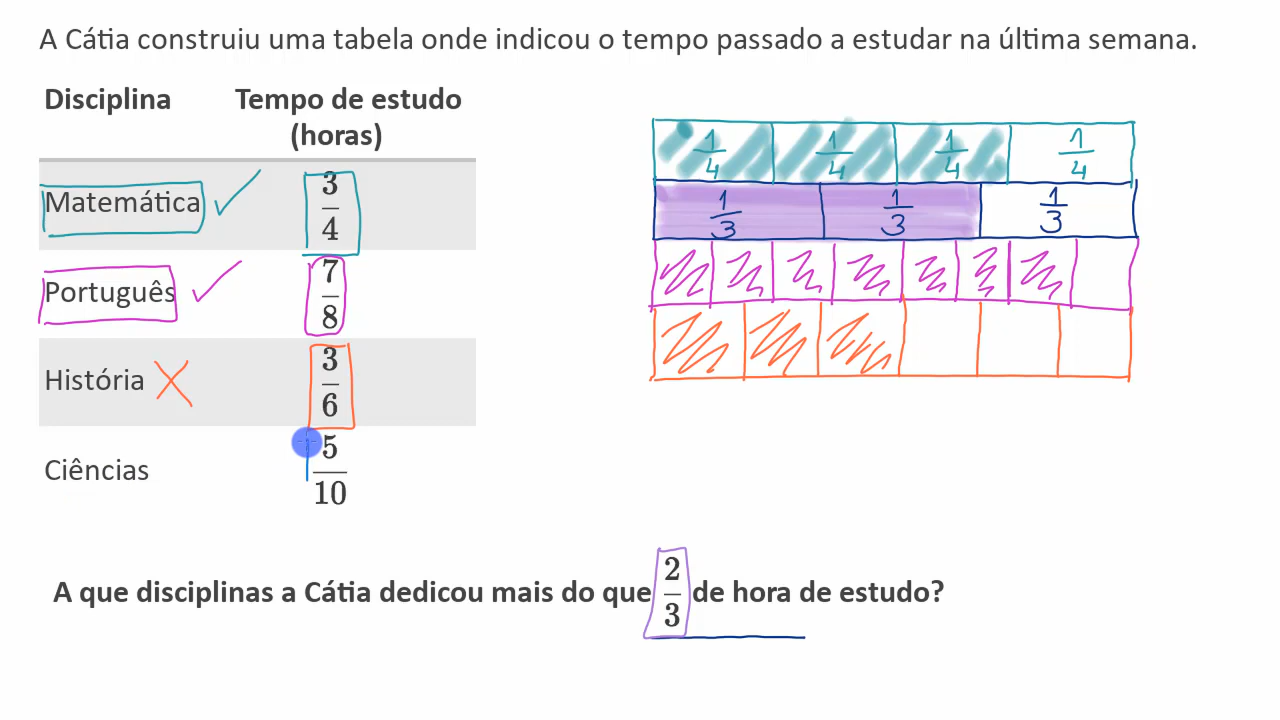 A Cátia construiu uma tabela onde indicou o tempo passado a estudar na última semana.
Disciplina Tempo de estudo
(horas)
Matemática 3/4
Português 7/8
História 3/6
Ciências 5/10
1/4 1/4 1/4 1/4
1/3 1/3 1/3
A que disciplinas a Cátia dedicou mais do que 2/3 de hora de estudo?